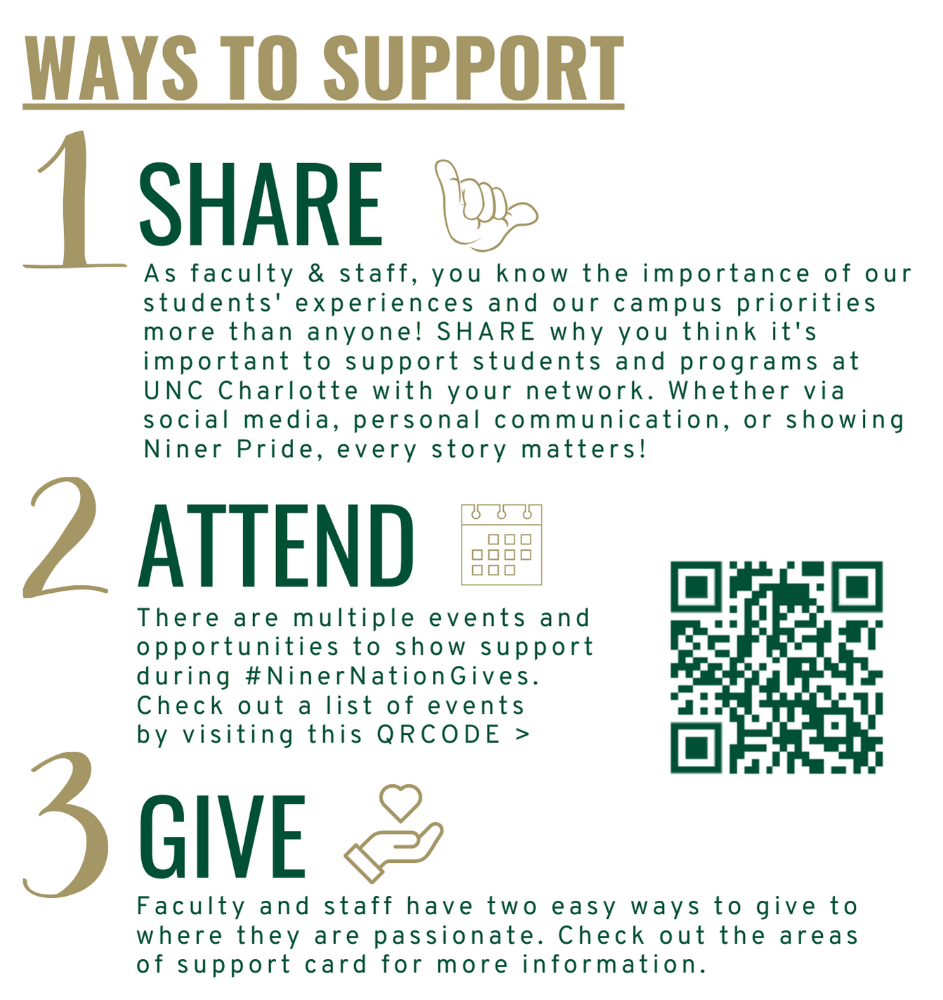 WAYS TO SUPPORT
1 SHARE
As faculty & staff, you know the importance of our
students' experiences and our campus priorities
more than anyone! SHARE why you think it's
important to support students and programs at
UNC Charlotte with your network. Whether via
social media, personal communication, or showing
Niner Pride, every story matters!
2 ATTEND
There are multiple events and
opportunities to show support
during #NinerNationGives.
Check out a list of events
by visiting this QRCODE >
3 GIVE
Faculty and staff have two easy ways to give to
where they are passionate. Check out the areas
of support card for more information.